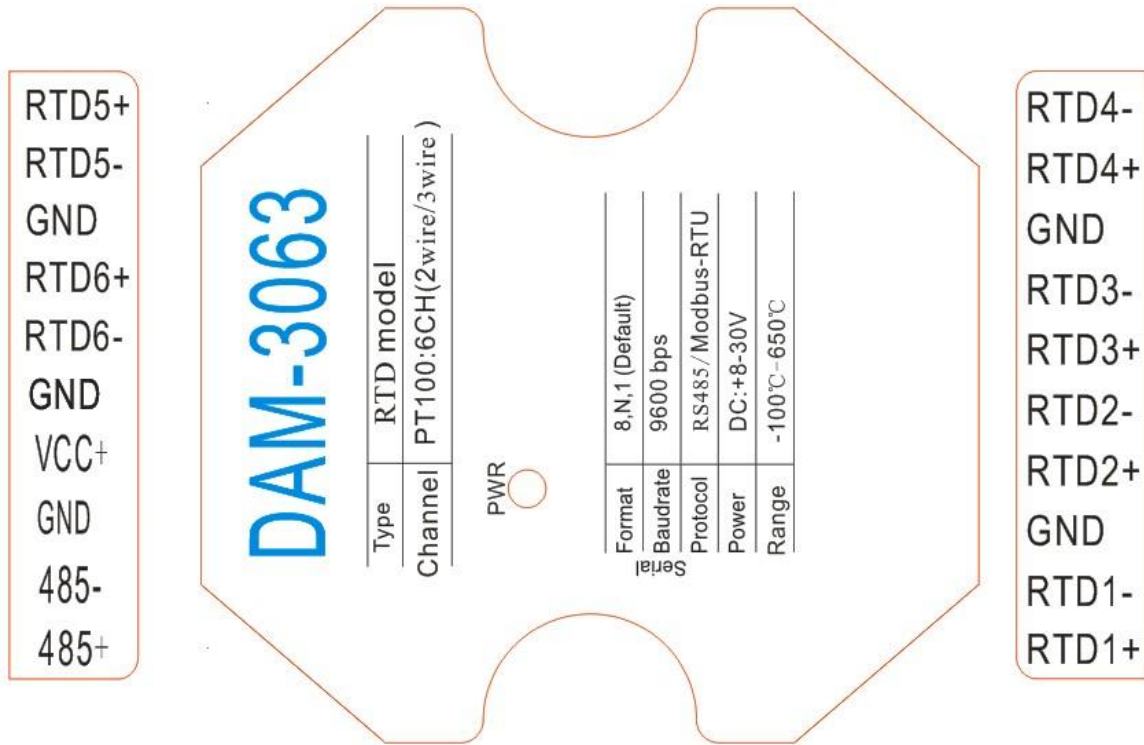 RTD5+
RTD5-
GND
RTD6+
RTD6-
GND
VCC+
GND
485-
485+
DAM-3063
Type RTD model
Channel PT100:6CH(2wire/3wire )
PWR
Serial
Format 8,N,1 (Default)
Baudrate 9600 bps
Protocol RS485/Modbus-RTU
Power DC:+8-30V
Range -100℃-650℃
RTD4-
RTD4+
GND
RTD3-
RTD3+
RTD2-
RTD2+
GND
RTD1-
RTD1+